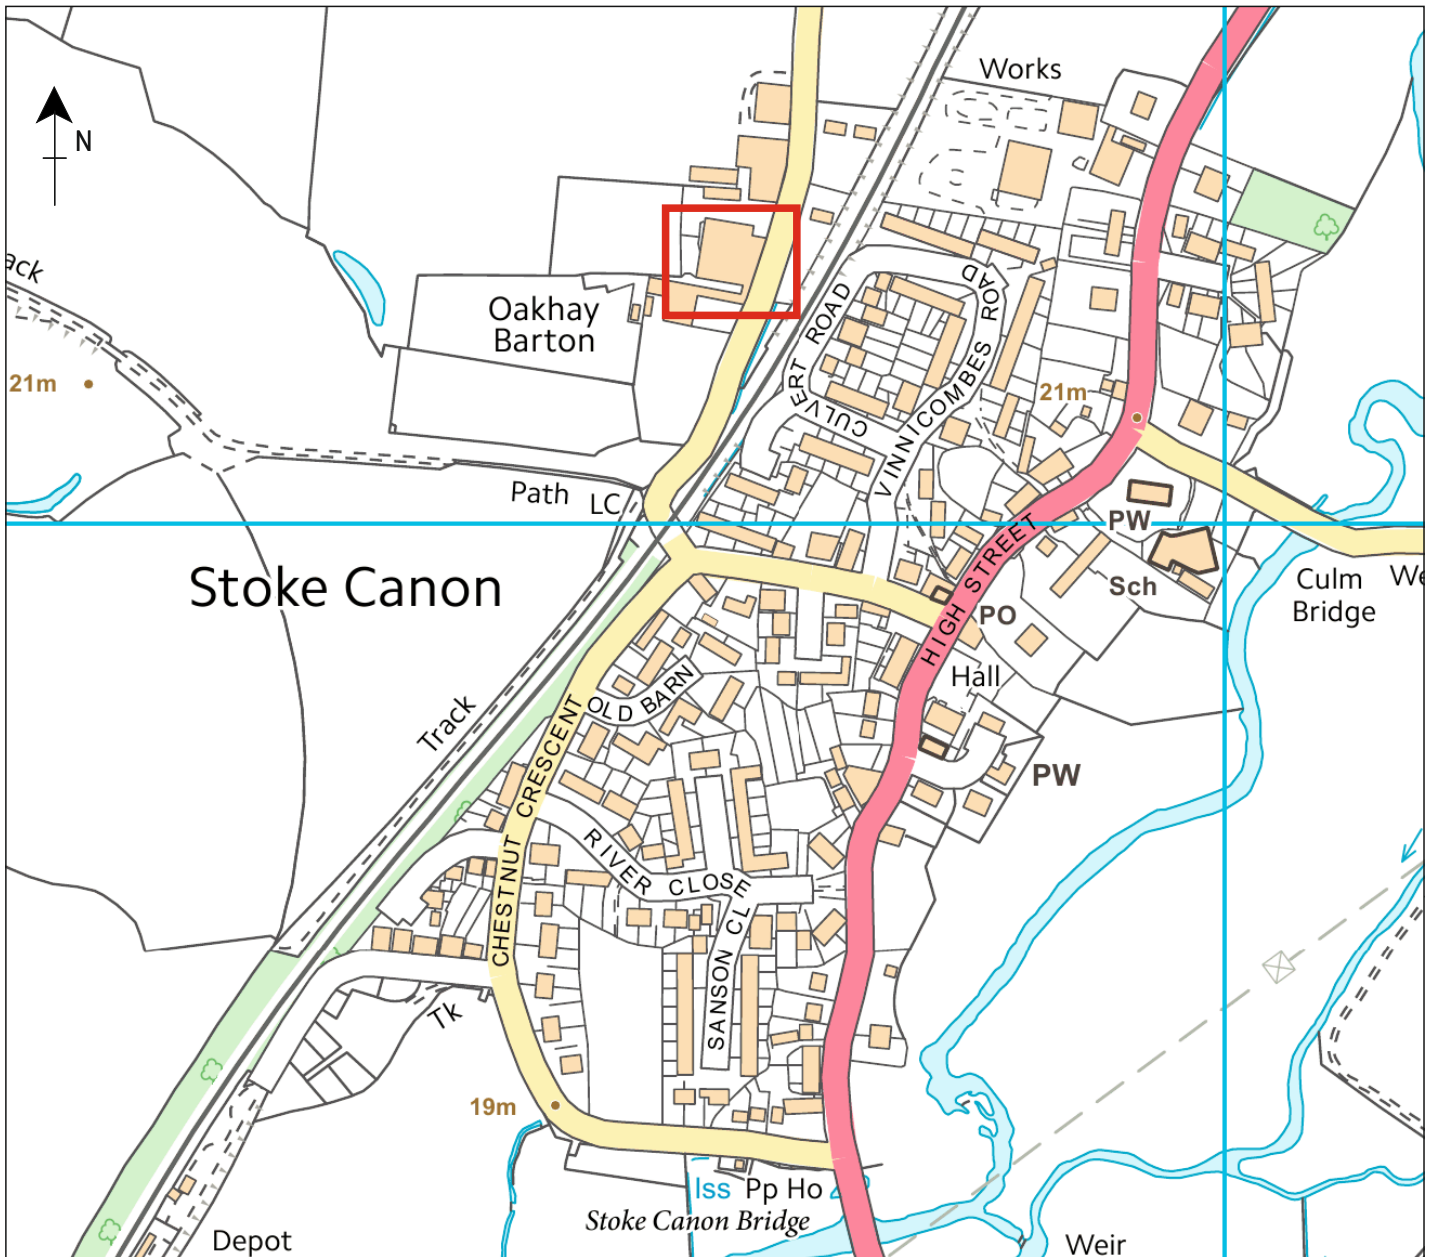 Works
N
ack
Oakhay
Barton
21m
CULVERT ROAD
CULVERT
VINNICOMBES ROAD
ROAD
21m
Path LC
PW
HIGH STREET
Stoke Canon
Sch
Culm
Bridge
We
PO
Hall
Track
OLD BARN
PW
CHESTNUT CRESCENT
RIVER CLOSE
SANSON CL
Tk
19m
Iss Pp Ho
Stoke Canon Bridge
Depot
Weir